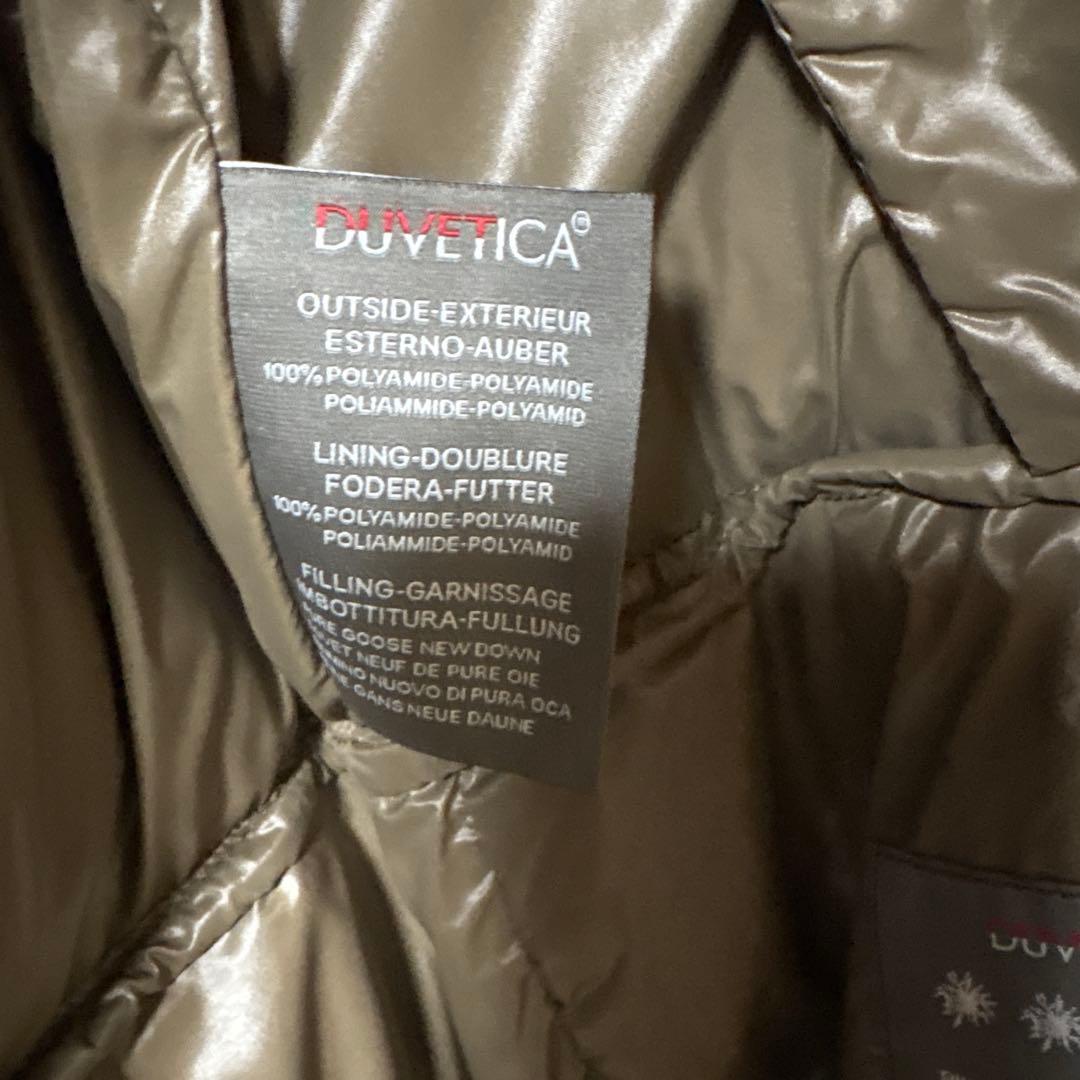 DUVETICA®
OUTSIDE-EXTERIEUR
ESTERNO-AUBER
100% POLYAMIDE-POLYAMIDE
POLIAMMIDE-POLYAMID
LINING-DOUBLURE
FODERA-FUTTER
100% POLYAMIDE-POLYAMIDE
POLIAMMIDE-POLYAMID
FILLING-GARNISSAGE
IMBOTTITURA-FULLUNG
PURE GOOSE NEW DOWN
DUVET NEUF DE PURE OIE
PIUMINO NUOVO DI PURA OCA
GANS NEUE DAUNE
DUV